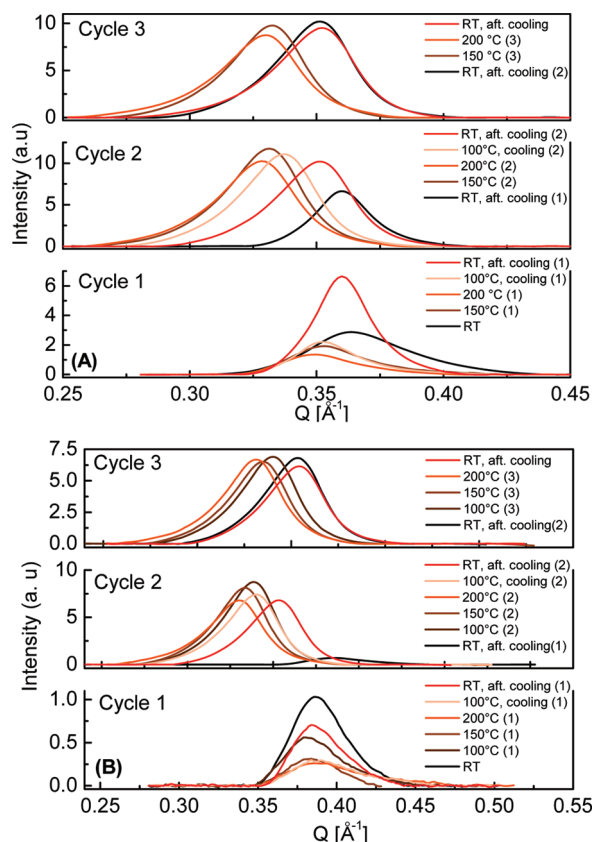 Cycle 3
RT, aft. cooling
200 °C (3)
150 °C (3)
RT, aft. cooling (2)
10
5
0
Cycle 2
RT, aft. cooling (2)
100°C, cooling (2)
200°C (2)
150°C (2)
RT, aft. cooling (1)
10
5
0
Intensity (a.u)
Cycle 1
RT, aft. cooling (1)
100°C, cooling (1)
200 °C (1)
150°C (1)
RT
6
4
2
0
(A)
0.25 0.30 0.35 0.40 0.45
Q [Å-1]
Cycle 3
RT, aft. cooling
200°C (3)
150°C (3)
100°C (3)
RT, aft. cooling(2)
7.5
5.0
2.5
0.0
Cycle 2
RT, aft. cooling (2)
100°C, cooling (2)
200°C (2)
150°C (2)
100°C (2)
RT, aft. cooling(1)
10
5
0
Intensity (a. u)
Cycle 1
RT, aft. cooling (1)
100°C, cooling (1)
200°C (1)
150°C (1)
100°C (1)
RT
1.0
0.5
0.0
(B)
0.25 0.30 0.35 0.40 0.45 0.50 0.55
Q [Å-1]